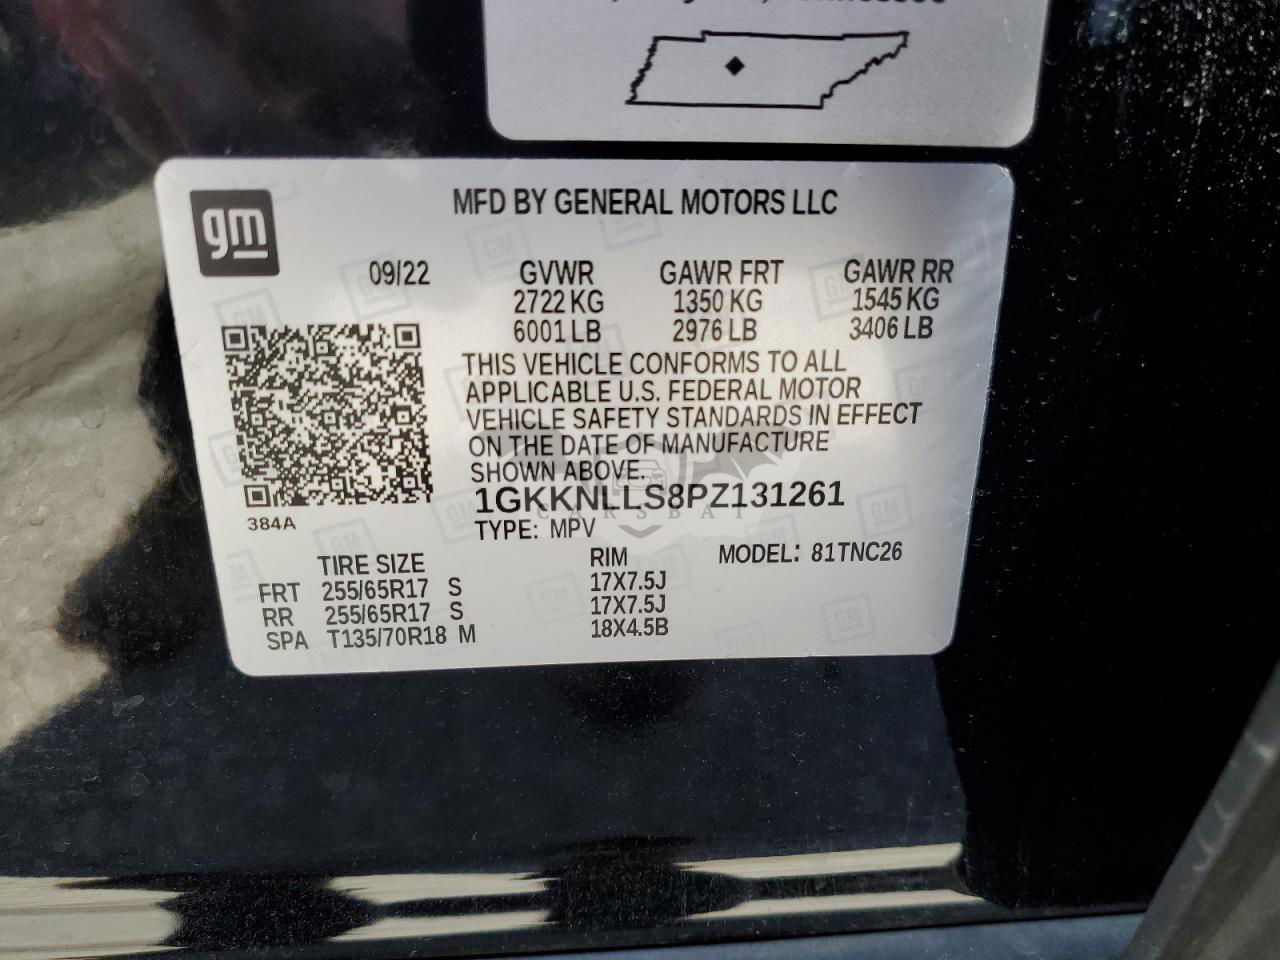 gm
MFD BY GENERAL MOTORS LLC
09/22 GVWR GAWR FRT GAWR RR
2722 KG 1350 KG 1545 KG
6001 LB 2976 LB 3406 LB
THIS VEHICLE CONFORMS TO ALL
APPLICABLE U.S. FEDERAL MOTOR
VEHICLE SAFETY STANDARDS IN EFFECT
ON THE DATE OF MANUFACTURE
SHOWN ABOVE.
1GKKNLLS8PZ131261
CARSBAT
384A
TYPE: MPV
TIRE SIZE RIM MODEL: 81TNC26
FRT 255/65R17 S 17X7.5J
RR 255/65R17 S 17X7.5J
SPA T135/70R18 M 18X4.5B